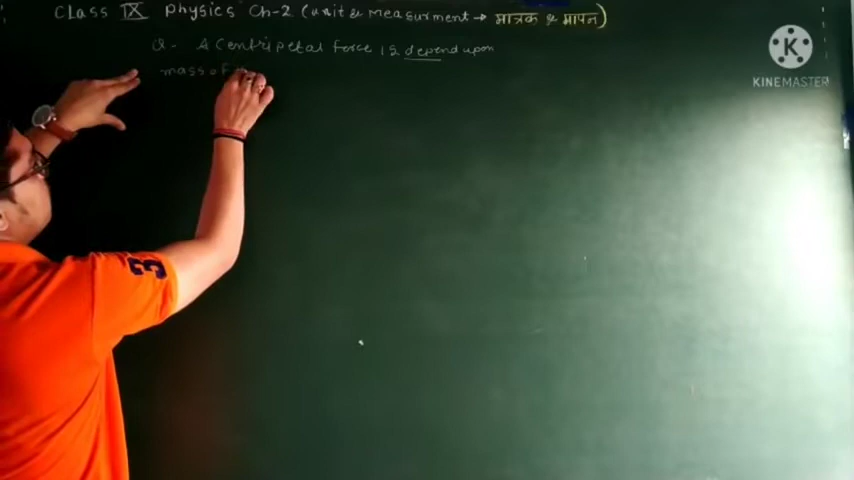 Class IX Physics Ch-2 (unit & Measurment → मात्रक & मापन)
Q. A Centripetal Force is depend upon
mass of
KINEMASTER